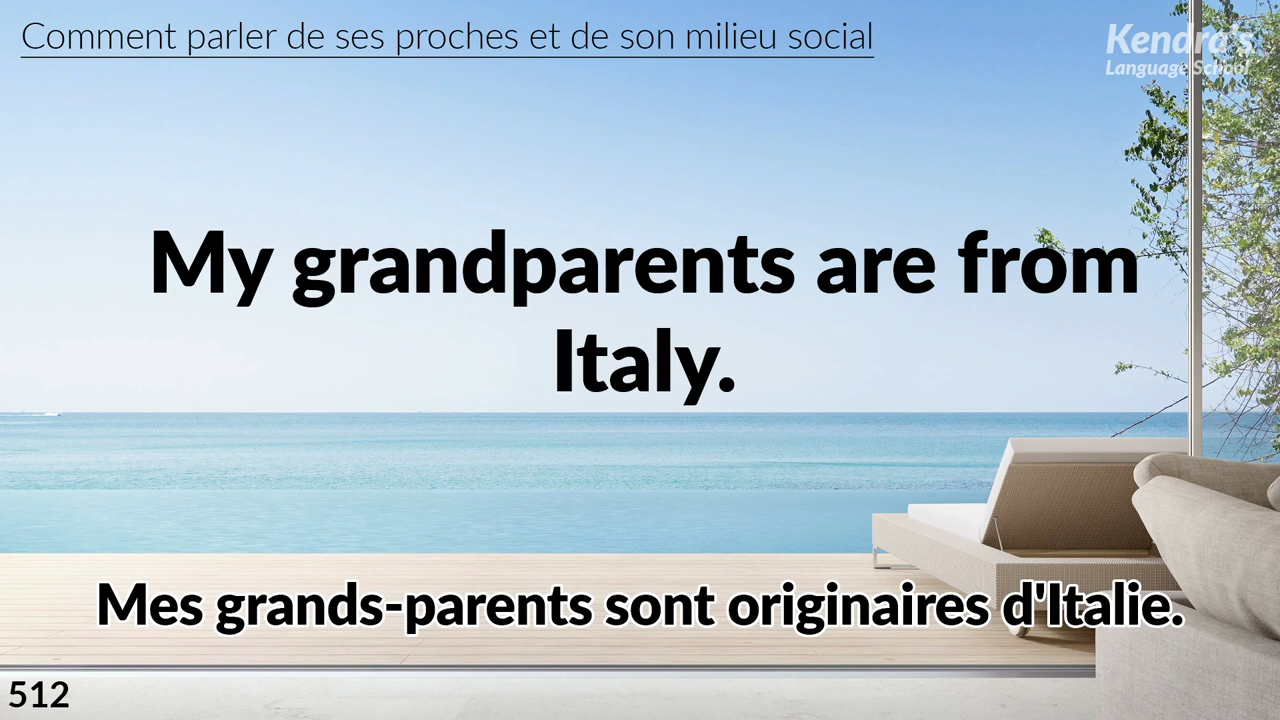 Comment parler de ses proches et de son milieu social
Kendra's
Language School
My grandparents are from
Italy.
Mes grands-parents sont originaires d'Italie.
512